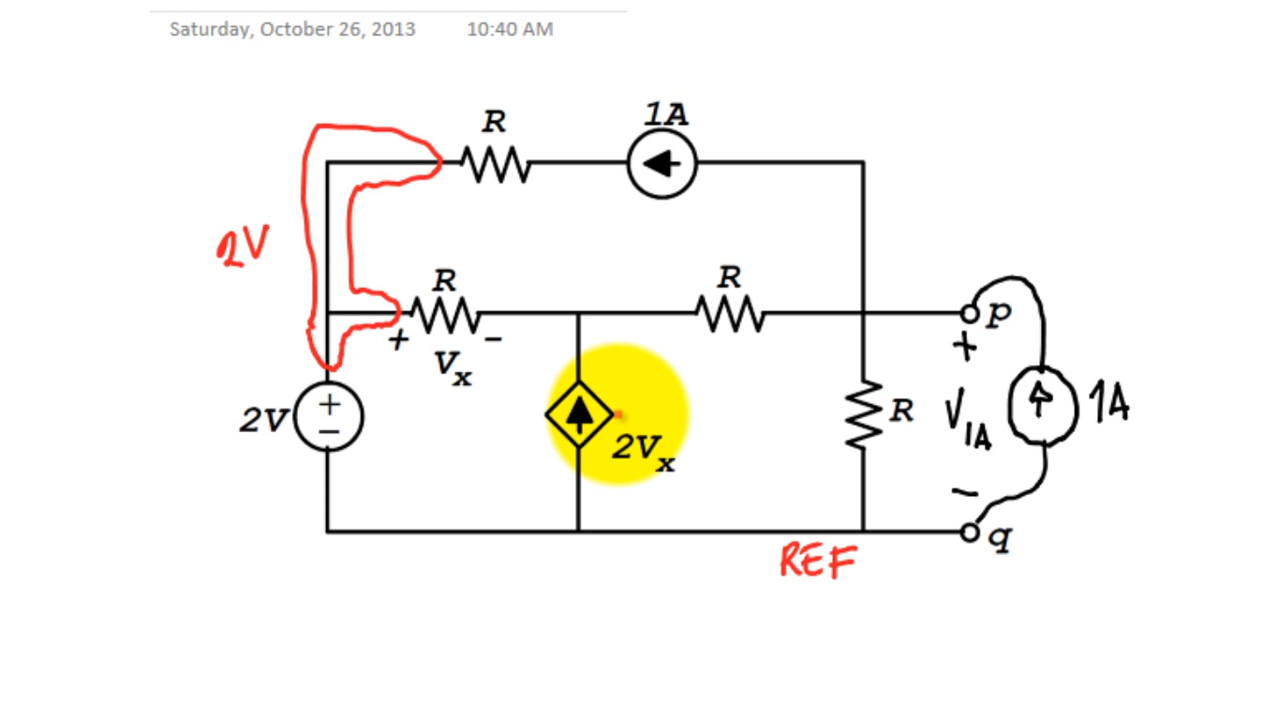 Saturday, October 26, 2013 10:40 AM
R 1A
2V
R R
p
+ Vx - +
2V + - 2Vx R V1A 1A
-
q
REF